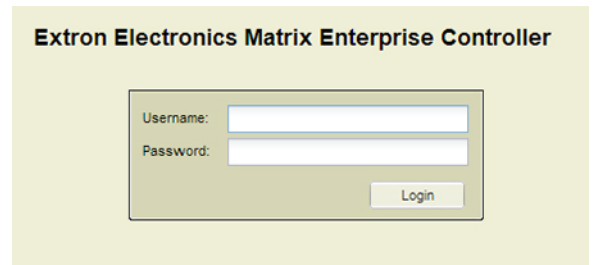 Extron Electronics Matrix Enterprise Controller
Username:
Password:
Login